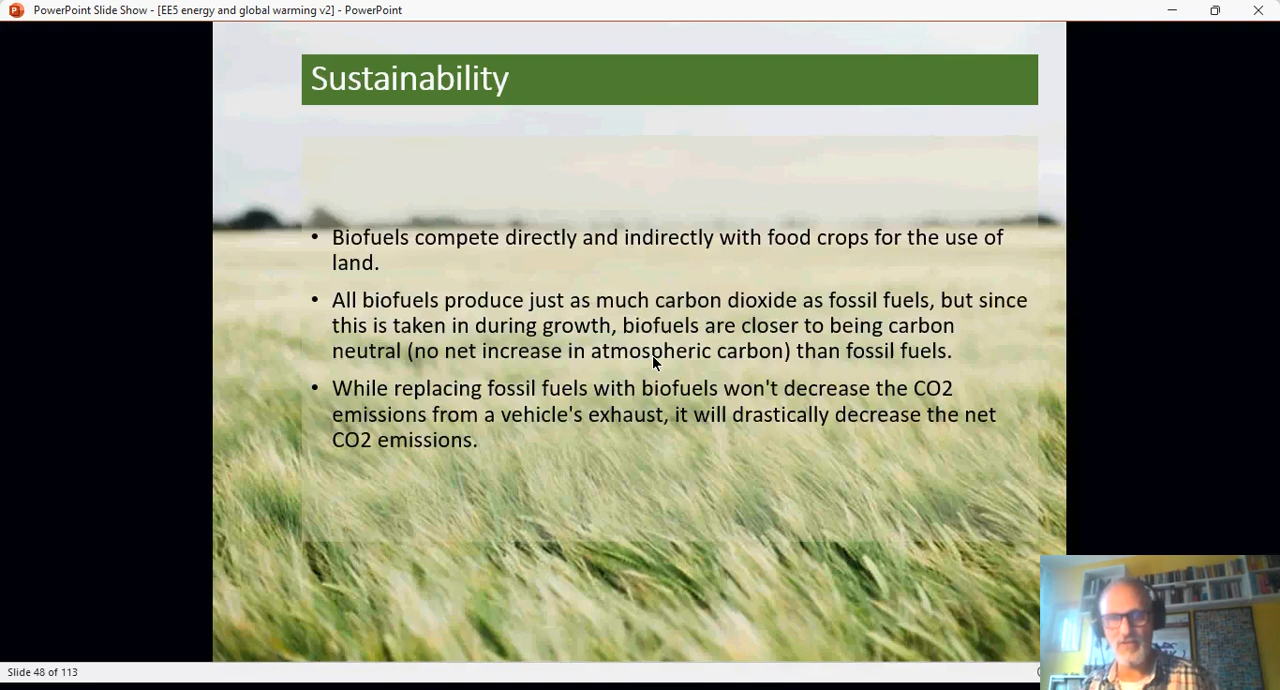 PowerPoint Slide Show - [EE5 energy and global warming v2] - PowerPoint
Sustainability
• Biofuels compete directly and indirectly with food crops for the use of
land.
• All biofuels produce just as much carbon dioxide as fossil fuels, but since
this is taken in during growth, biofuels are closer to being carbon
neutral (no net increase in atmospheric carbon) than fossil fuels.
• While replacing fossil fuels with biofuels won't decrease the CO2
emissions from a vehicle's exhaust, it will drastically decrease the net
CO2 emissions.
Slide 48 of 113